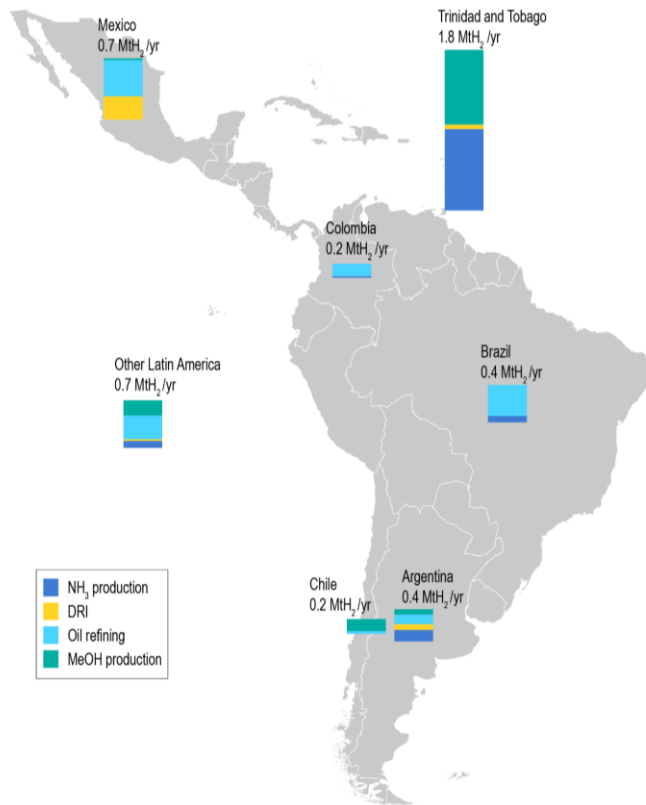 Mexico
0.7 MtH₂/yr
Trinidad and Tobago
1.8 MtH₂/yr
Colombia
0.2 MtH₂/yr
Other Latin America
0.7 MtH₂/yr
Brazil
0.4 MtH₂/yr
Chile
0.2 MtH₂/yr
Argentina
0.4 MtH₂/yr
NH₃ production
DRI
Oil refining
MeOH production